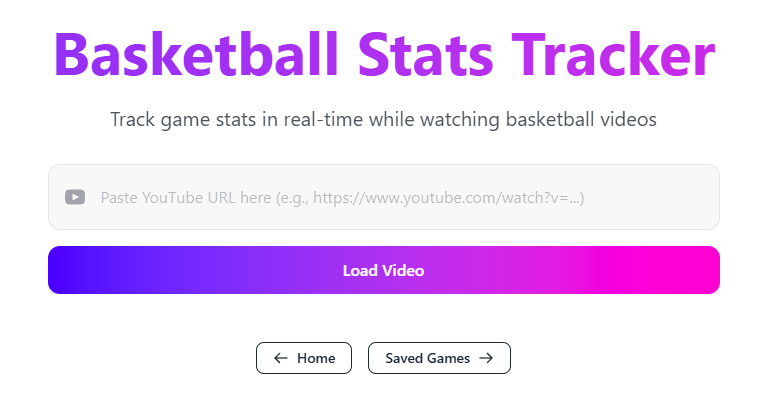 Basketball Stats Tracker
Track game stats in real-time while watching basketball videos
Paste YouTube URL here (e.g., https://www.youtube.com/watch?v=...)
Load Video
← Home
Saved Games →